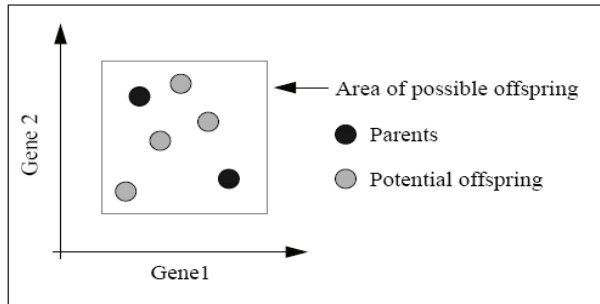 Gene 2
Area of possible offspring
Parents
Potential offspring
Gene1